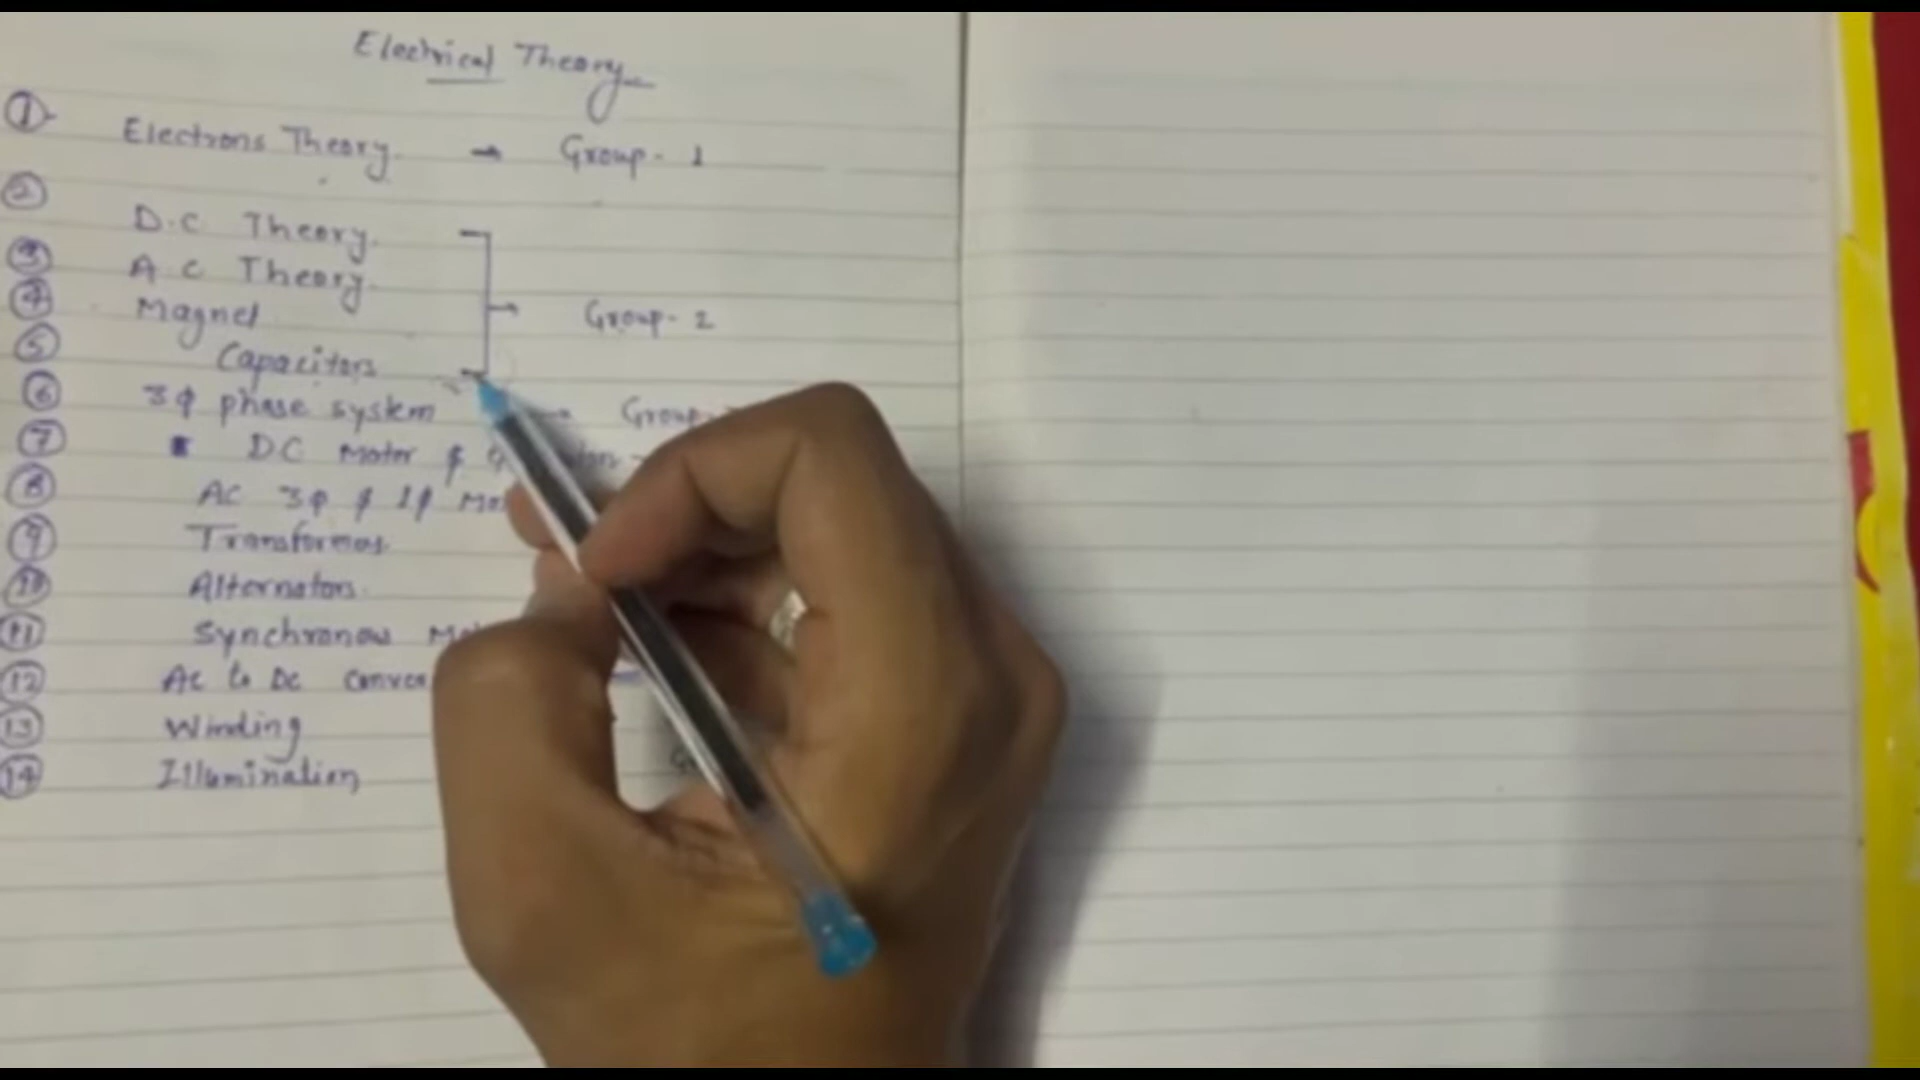 Electrical Theory
① Electrons Theory → Group - 1
② D.C Theory
③ A C Theory
④ Magnet → Group - 2
⑤ Capacitors
⑥ 3φ phase system → Group -
⑦ DC Motor &
⑧ AC 3φ & 1φ
⑨ Transformers
⑩ Alternators
⑪ Synchronous
⑫ AC to DC
⑬ Winding
⑭ Illumination